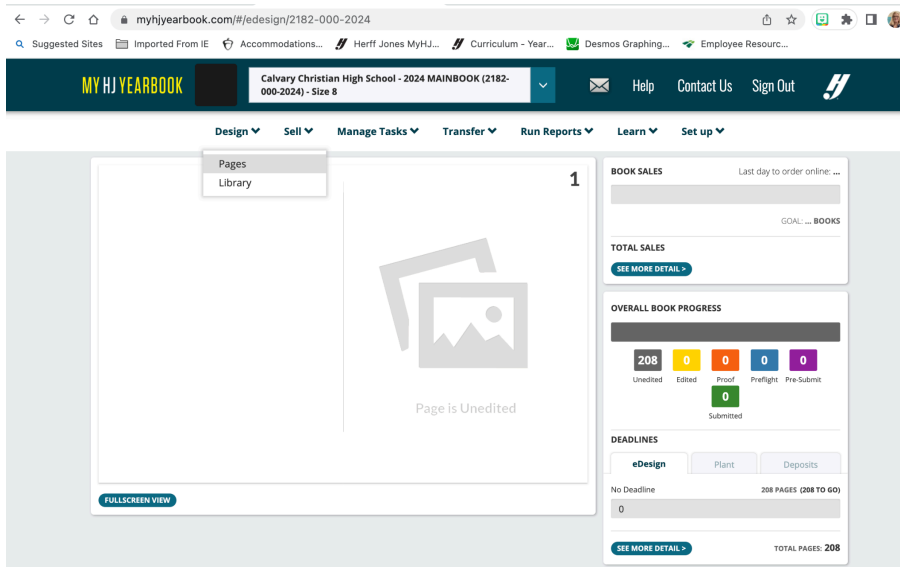 myhjyearbook.com/#/edesign/2182-000-2024
Suggested Sites Imported From IE Accommodations... Herff Jones MyHJ... Curriculum - Year... Desmos Graphing... Employee Resourc...
MY HJ YEARBOOK
Calvary Christian High School - 2024 MAINBOOK (2182-
000-2024) - Size 8
Help Contact Us Sign Out
Design Sell Manage Tasks Transfer Run Reports Learn Set up
Pages
Library
1
Page is Unedited
FULLSCREEN VIEW
BOOK SALES Last day to order online: ...
GOAL: ... BOOKS
TOTAL SALES
SEE MORE DETAIL >
OVERALL BOOK PROGRESS
208 0 0 0 0
Unedited Edited Proof Preflight Pre-Submit
0
Submitted
DEADLINES
eDesign Plant Deposits
No Deadline 208 PAGES (208 TO GO)
0
SEE MORE DETAIL > TOTAL PAGES: 208